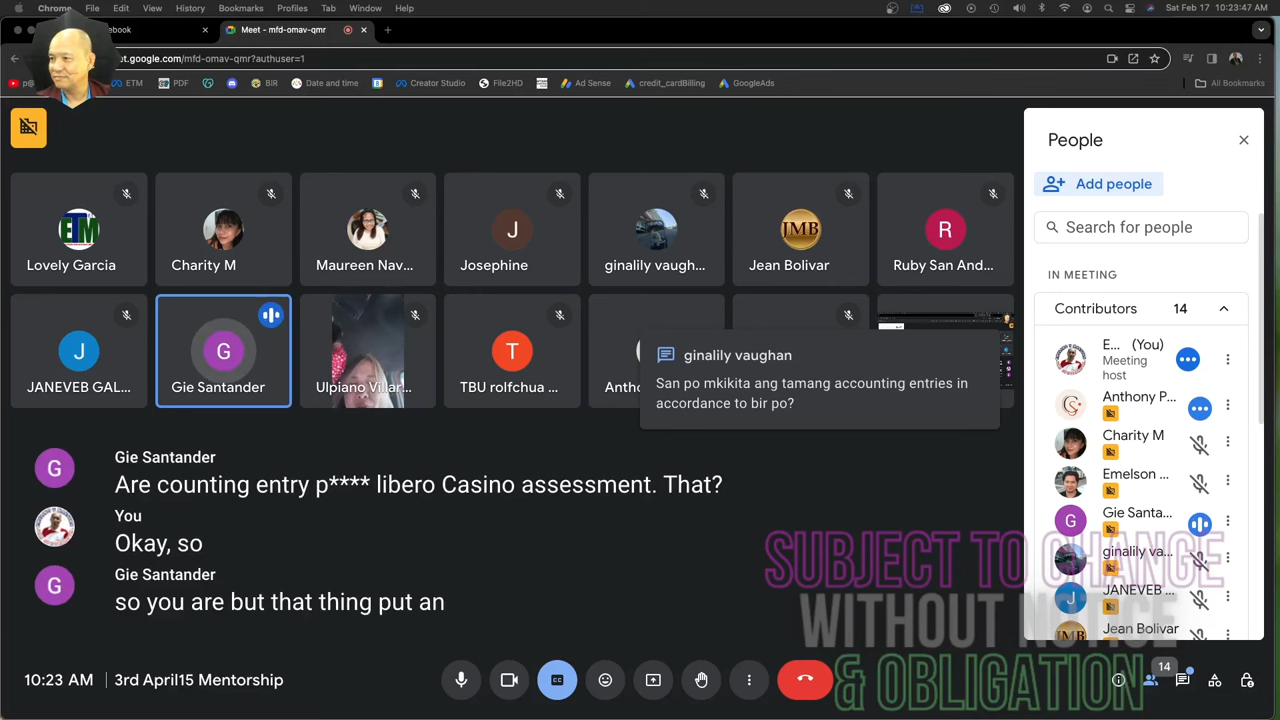 Chrome File Edit View History Bookmarks Profiles Tab Window Help Sat Feb 17 10:23:47 AM
Meet - mfd-omav-qmr
et.google.com/mfd-omav-qmr?authuser=1
ETM PDF BIR Date and time Creator Studio File2HD Ad Sense credit_cardBilling GoogleAds All Bookmarks
People
Add people
Search for people
IN MEETING
Contributors 14
E... (You)
Meeting host
Anthony P...
Charity M
Emelson ...
Gie Santa...
ginalily va...
JANEVEB ...
Jean Bolivar
ETM
Lovely Garcia
Charity M
Maureen Nav...
J
Josephine
ginalily vaugh...
JMB
Jean Bolivar
R
Ruby San And...
J
JANEVEB GAL...
G
Gie Santander
Ulpiano Villar...
T
TBU rolfchua ...
ginalily vaughan
San po mkikita ang tamang accounting entries in
accordance to bir po?
G
Gie Santander
Are counting entry p**** libero Casino assessment. That?
You
Okay, so
G
Gie Santander
so you are but that thing put an
SUBJECT TO CHANGE
WITHOUT NOTICE
& OBLIGATION
10:23 AM | 3rd April15 Mentorship
14